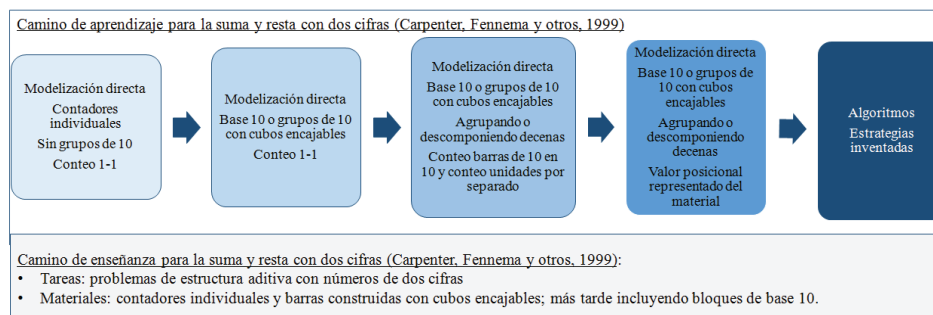 Camino de aprendizaje para la suma y resta con dos cifras (Carpenter, Fennema y otros, 1999)
Modelización directa
Contadores
individuales
Sin grupos de 10
Conteo 1-1
Modelización directa
Base 10 o grupos de 10
con cubos encajables
Conteo 1-1
Modelización directa
Base 10 o grupos de 10
con cubos encajables
Agrupando o
descomponiendo decenas
Conteo barras de 10 en
10 y conteo unidades por
separado
Modelización directa
Base 10 o grupos de
10 con cubos
encajables
Agrupando o
descomponiendo
decenas
Valor posicional
representado del
material
Algoritmos
Estrategias
inventadas
Camino de enseñanza para la suma y resta con dos cifras (Carpenter, Fennema y otros, 1999):
• Tareas: problemas de estructura aditiva con números de dos cifras
• Materiales: contadores individuales y barras construidas con cubos encajables; más tarde incluyendo bloques de base 10.